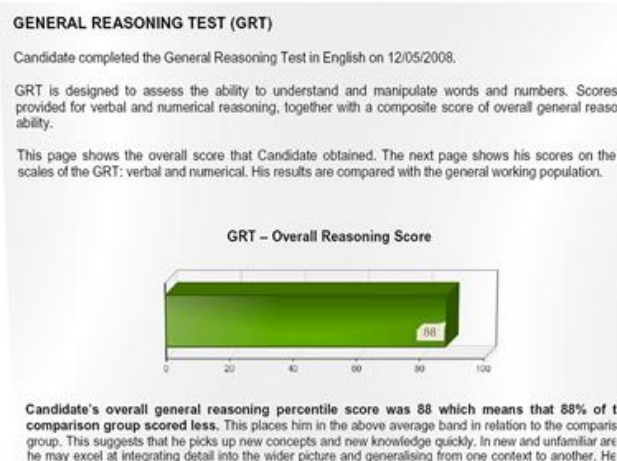 GENERAL REASONING TEST (GRT)
Candidate completed the General Reasoning Test in English on 12/05/2008.
GRT is designed to assess the ability to understand and manipulate words and numbers. Scores
provided for verbal and numerical reasoning, together with a composite score of overall general reaso
ability.
This page shows the overall score that Candidate obtained. The next page shows his scores on the
scales of the GRT: verbal and numerical. His results are compared with the general working population.
GRT – Overall Reasoning Score
88
0 20 40 60 80 100
Candidate's overall general reasoning percentile score was 88 which means that 88% of t
comparison group scored less. This places him in the above average band in relation to the comparis
group. This suggests that he picks up new concepts and new knowledge quickly. In new and unfamiliar are
he may excel at integrating detail into the wider picture and generalising from one context to another. He